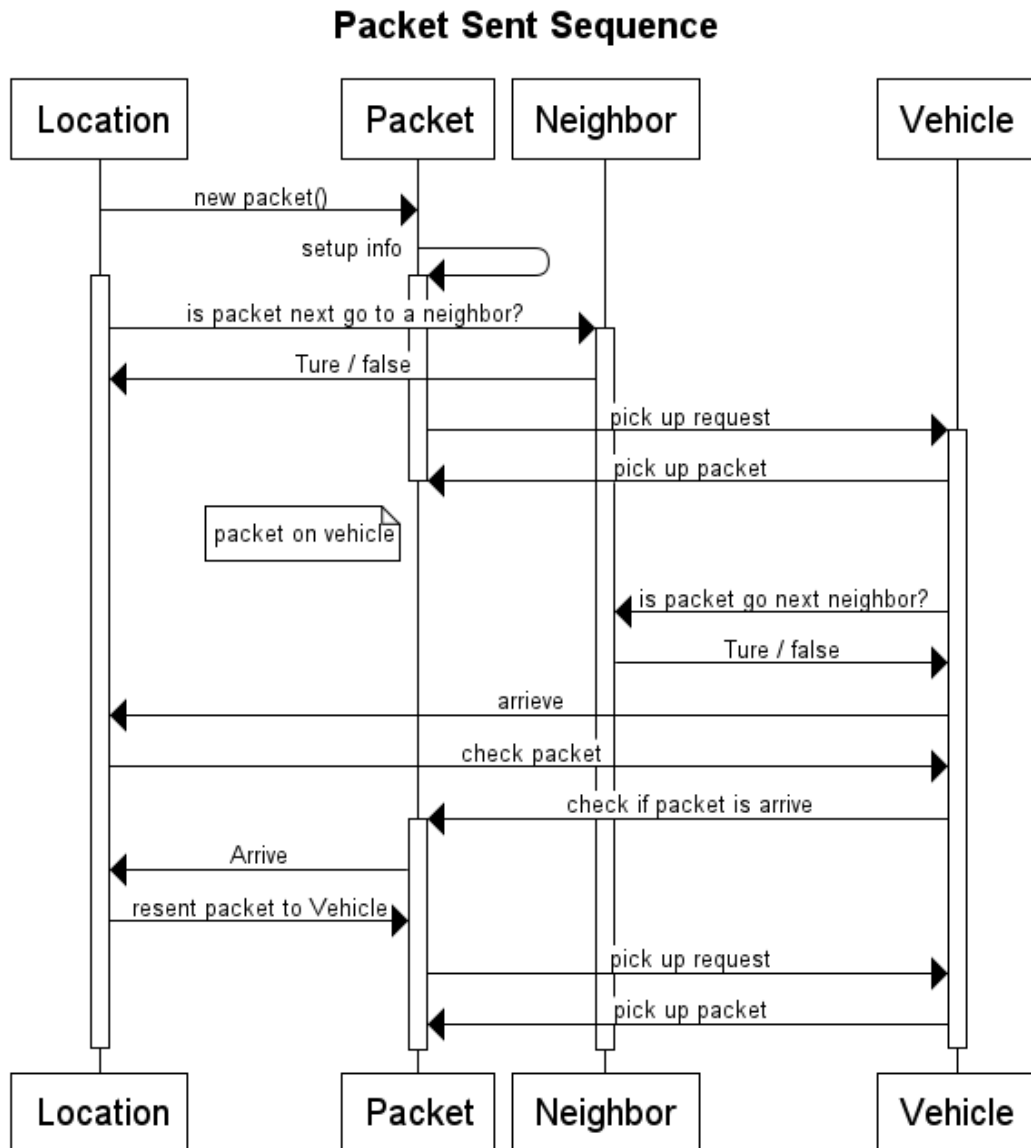 Packet Sent Sequence
Location Packet Neighbor Vehicle
new packet()
setup info
is packet next go to a neighbor?
Ture / false
pick up request
pick up packet
packet on vehicle
is packet go next neighbor?
Ture / false
arrieve
check packet
check if packet is arrive
Arrive
resent packet to Vehicle
pick up request
pick up packet
Location Packet Neighbor Vehicle